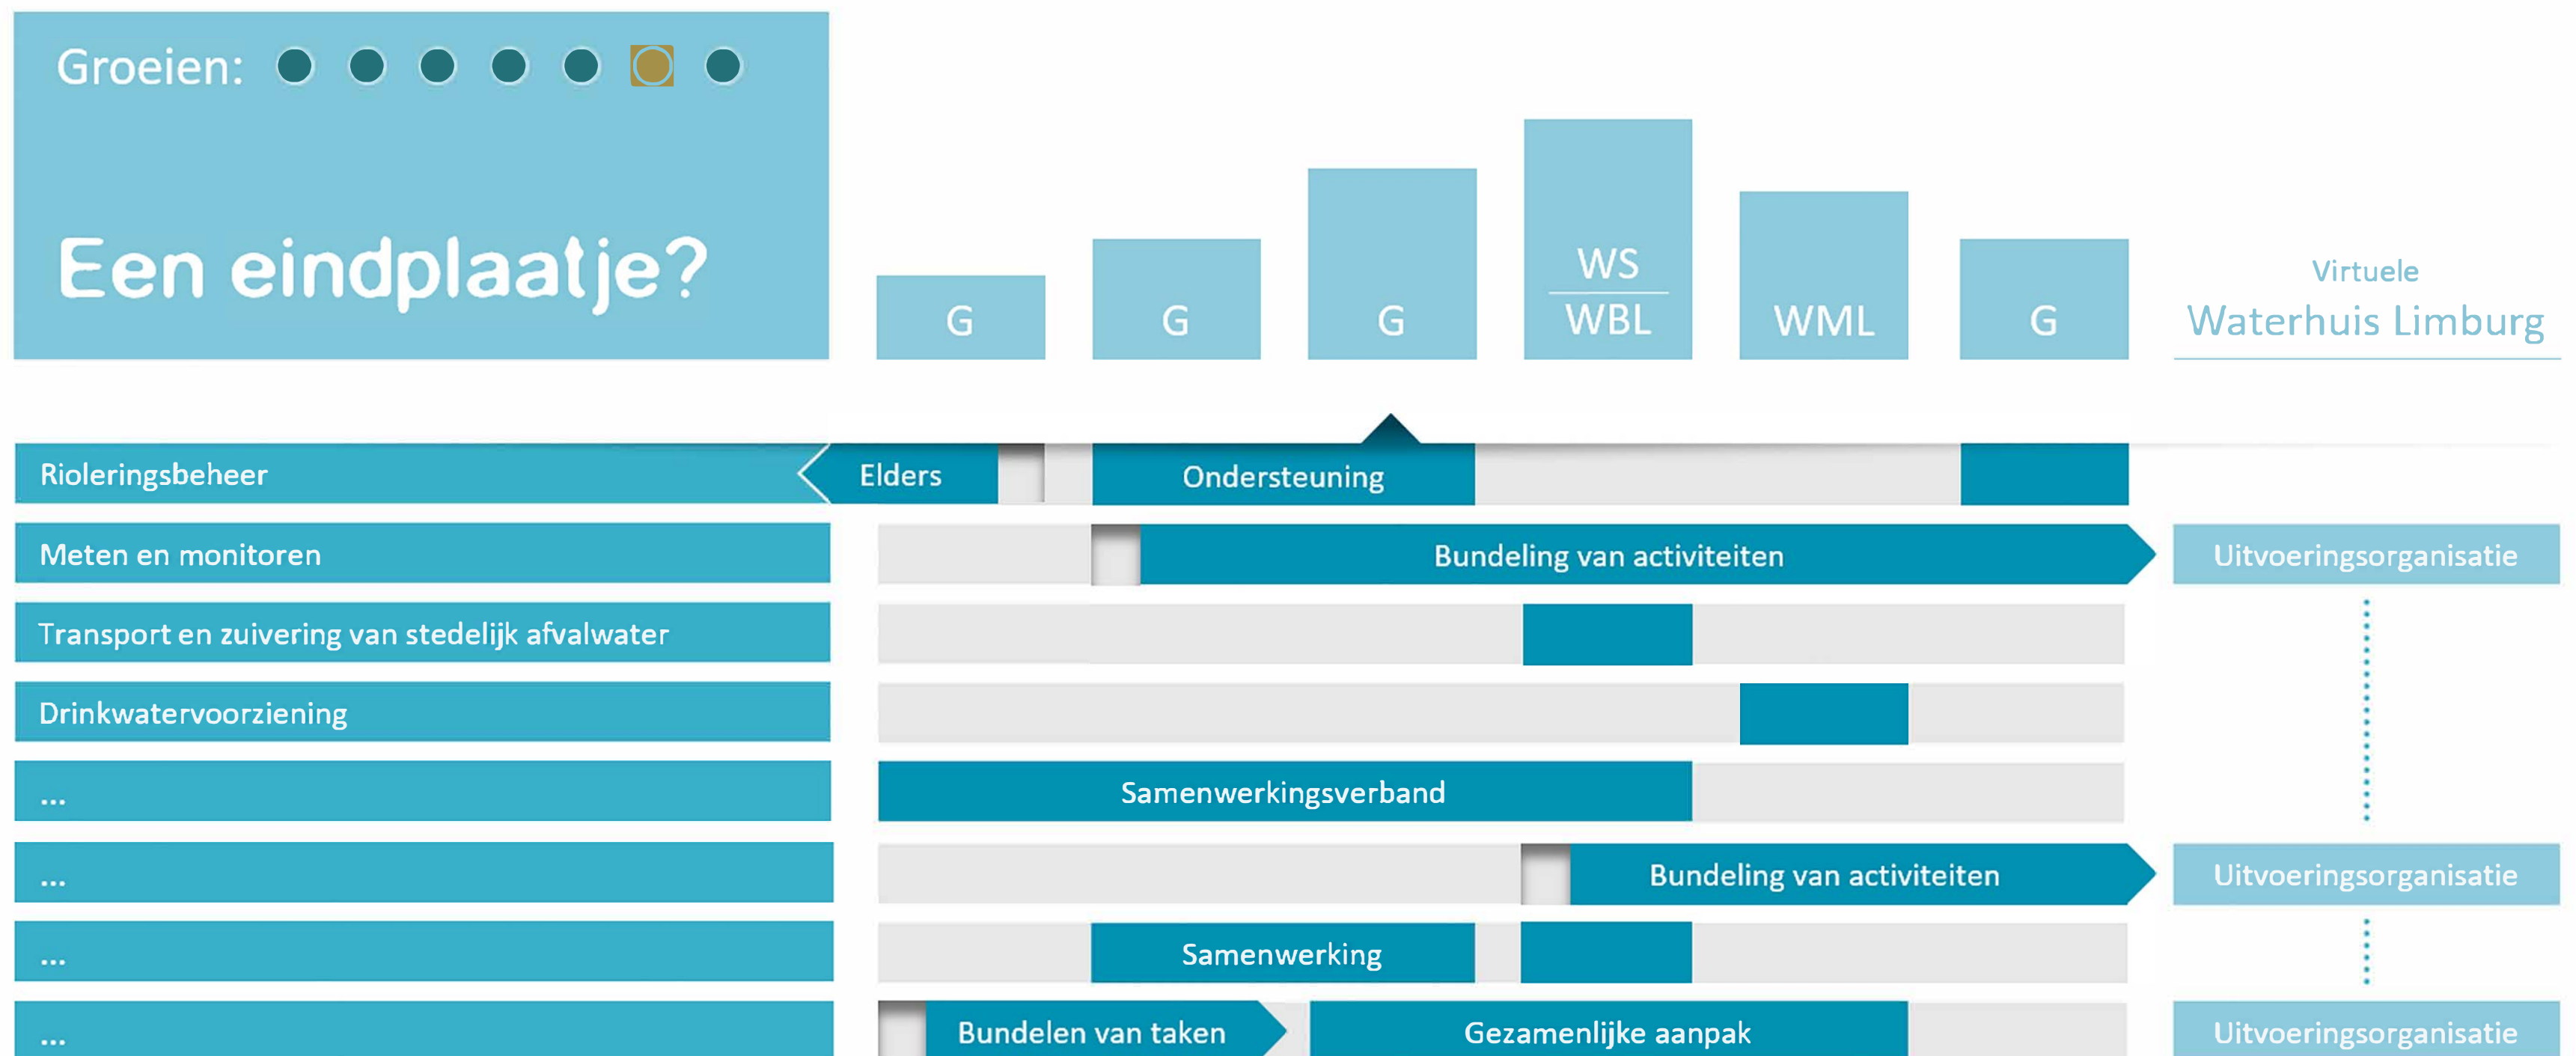 Groeien:
Een eindplaatje?
G
G
G
WS
WBL
WML
G
Virtuele
Waterhuis Limburg
Rioleringsbeheer
Elders
Ondersteuning
Meten en monitoren
Bundeling van activiteiten
Uitvoeringsorganisatie
Transport en zuivering van stedelijk afvalwater
Drinkwatervoorziening
...
Samenwerkingsverband
...
Bundeling van activiteiten
Uitvoeringsorganisatie
...
Samenwerking
...
Bundelen van taken
Gezamenlijke aanpak
Uitvoeringsorganisatie